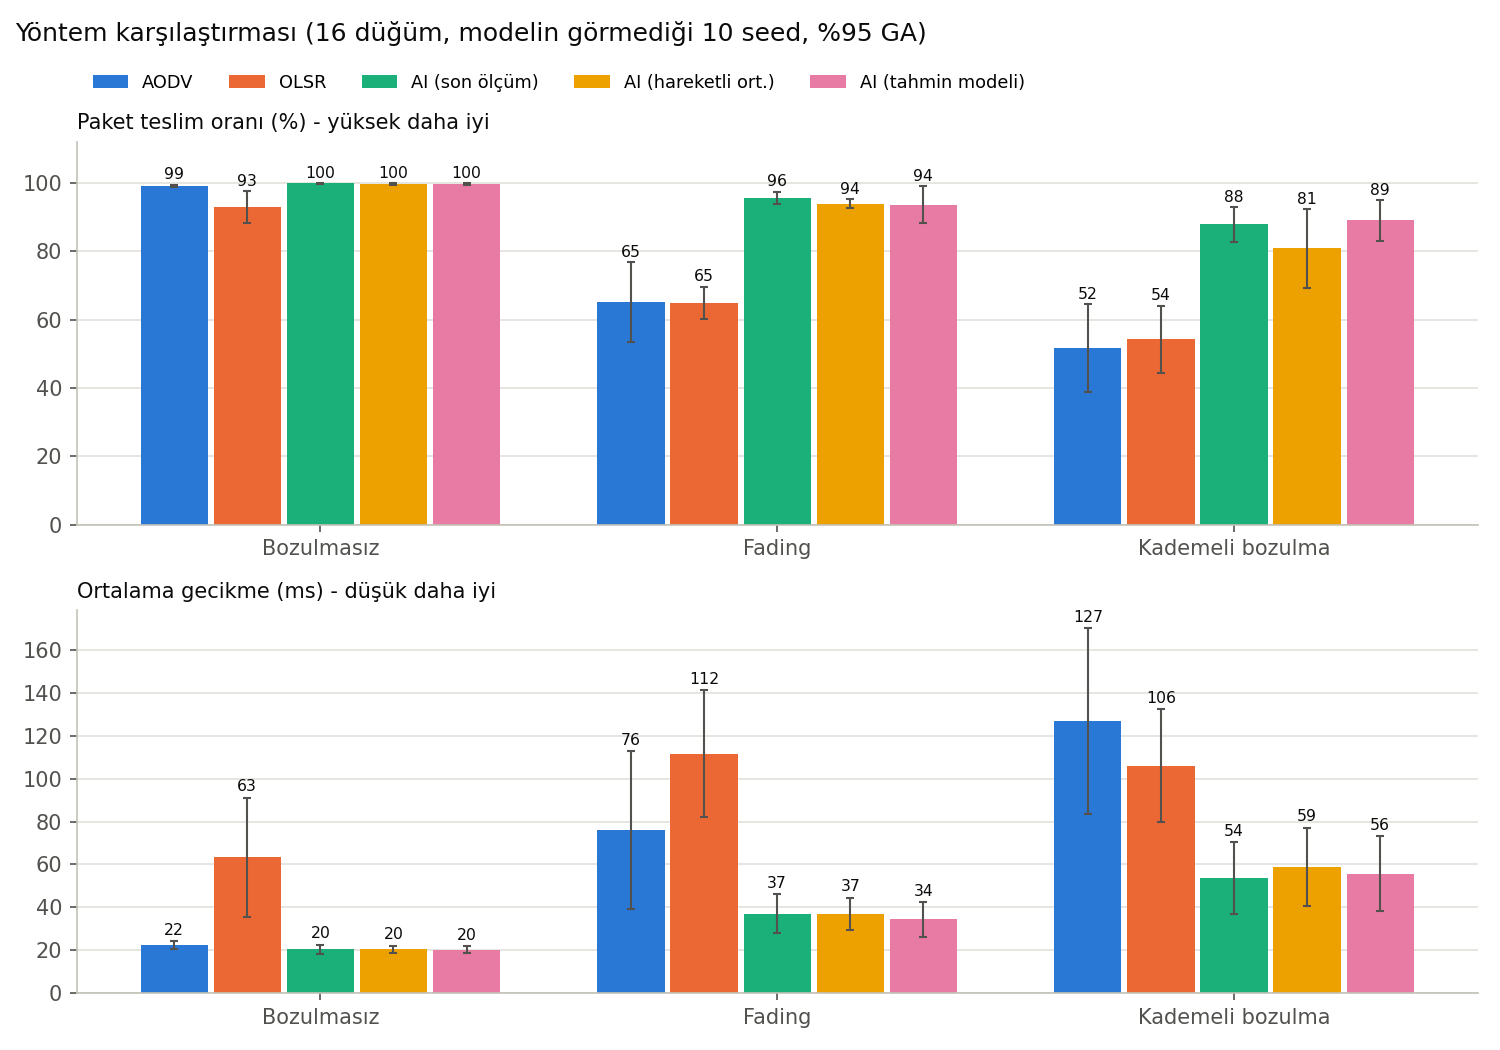 Yöntem karşılaştırması (16 düğüm, modelin görmediği 10 seed, %95 GA)
AODV OLSR AI (son ölçüm) AI (hareketli ort.) AI (tahmin modeli)
Paket teslim oranı (%) - yüksek daha iyi
100
80
60
40
20
0
99 93 100 100 100
65 65 96 94 94
52 54 88 81 89
Bozulmasız Fading Kademeli bozulma
Ortalama gecikme (ms) - düşük daha iyi
160
140
120
100
80
60
40
20
0
22 63 20 20 20
76 112 37 37 34
127 106 54 59 56
Bozulmasız Fading Kademeli bozulma